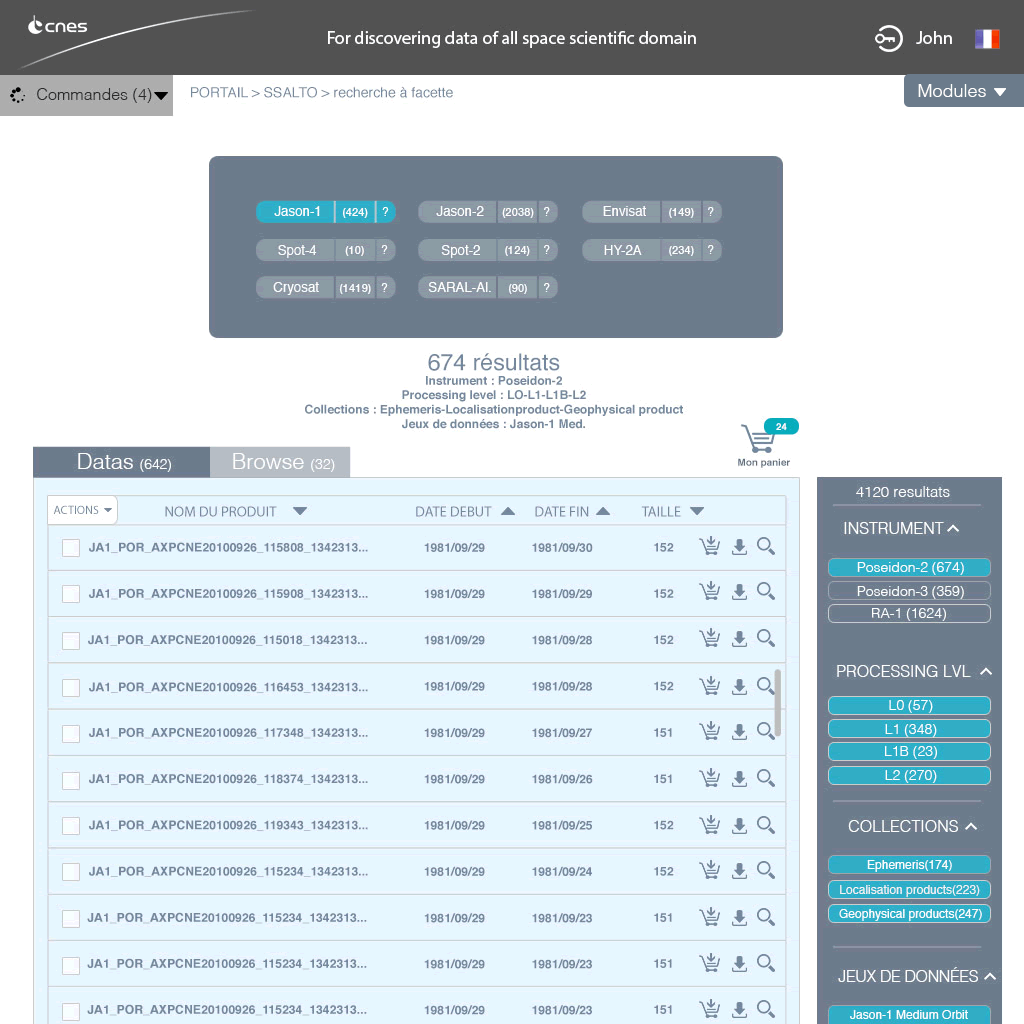 cnes
For discovering data of all space scientific domain
John
Commandes (4)
PORTAIL > SSALTO > recherche à facette
Modules
Jason-1 (424) ?
Jason-2 (2038) ?
Envisat (149) ?
Spot-4 (10) ?
Spot-2 (124) ?
HY-2A (234) ?
Cryosat (1419) ?
SARAL-Al. (90) ?
674 résultats
Instrument : Poseidon-2
Processing level : LO-L1-L1B-L2
Collections : Ephemeris-Localisationproduct-Geophysical product
Jeux de données : Jason-1 Med.
24
Mon panier
Datas (642)
Browse (32)
ACTIONS NOM DU PRODUIT DATE DEBUT DATE FIN TAILLE
JA1_POR_AXPCNE20100926_115808_1342313... 1981/09/29 1981/09/30 152
JA1_POR_AXPCNE20100926_115908_1342313... 1981/09/29 1981/09/29 152
JA1_POR_AXPCNE20100926_115018_1342313... 1981/09/29 1981/09/28 152
JA1_POR_AXPCNE20100926_116453_1342313... 1981/09/29 1981/09/28 152
JA1_POR_AXPCNE20100926_117348_1342313... 1981/09/29 1981/09/27 151
JA1_POR_AXPCNE20100926_118374_1342313... 1981/09/29 1981/09/26 151
JA1_POR_AXPCNE20100926_119343_1342313... 1981/09/29 1981/09/25 152
JA1_POR_AXPCNE20100926_115234_1342313... 1981/09/29 1981/09/24 152
JA1_POR_AXPCNE20100926_115234_1342313... 1981/09/29 1981/09/23 151
JA1_POR_AXPCNE20100926_115234_1342313... 1981/09/29 1981/09/23 151
JA1_POR_AXPCNE20100926_115234_1342313... 1981/09/29 1981/09/23 151
4120 resultats
INSTRUMENT
Poseidon-2 (674)
Poseidon-3 (359)
RA-1 (1624)
PROCESSING LVL
L0 (57)
L1 (348)
L1B (23)
L2 (270)
COLLECTIONS
Ephemeris(174)
Localisation products(223)
Geophysical products(247)
JEUX DE DONNÉES
Jason-1 Medium Orbit